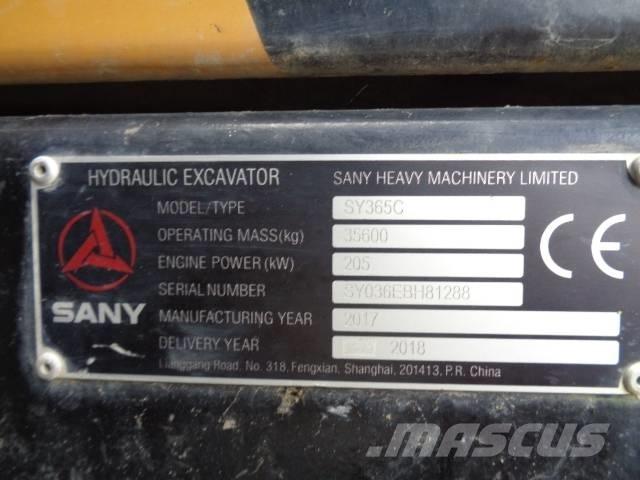 HYDRAULIC EXCAVATOR SANY HEAVY MACHINERY LIMITED
MODEL/TYPE SY365C
OPERATING MASS(kg) 35600
ENGINE POWER(kW) 205
SERIAL NUMBER SY036EBH81288
MANUFACTURING YEAR 2017
DELIVERY YEAR 2018
SANY
CE
Lianggang Road, No. 318, Fengxian, Shanghai, 201413, P.R. China
MASCUS